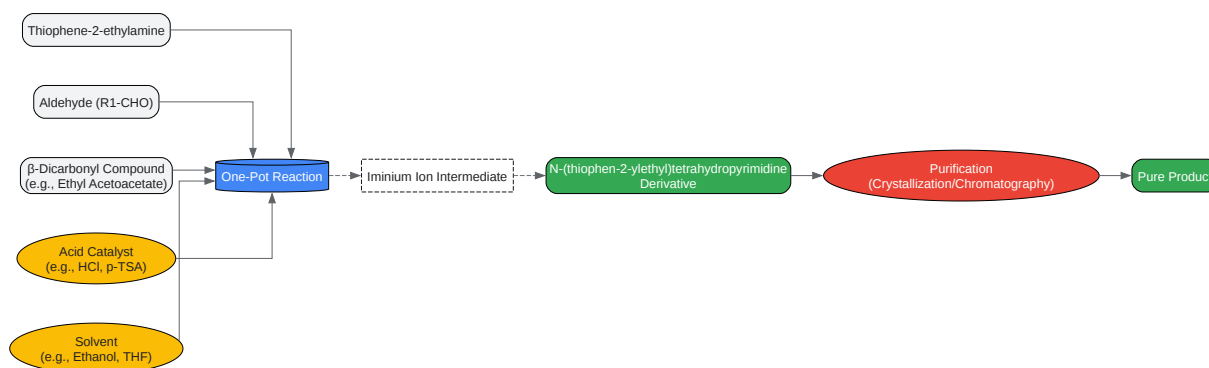 Thiophene-2-ethylamine
Aldehyde (R1-CHO)
β-Dicarbonyl Compound
(e.g., Ethyl Acetoacetate)
One-Pot Reaction
Iminium Ion Intermediate
N-(thiophen-2-ylethyl)tetrahydropyrimidine
Derivative
Purification
(Crystallization/Chromatography)
Pure Produc
Acid Catalyst
(e.g., HCl, p-TSA)
Solvent
(e.g., Ethanol, THF)